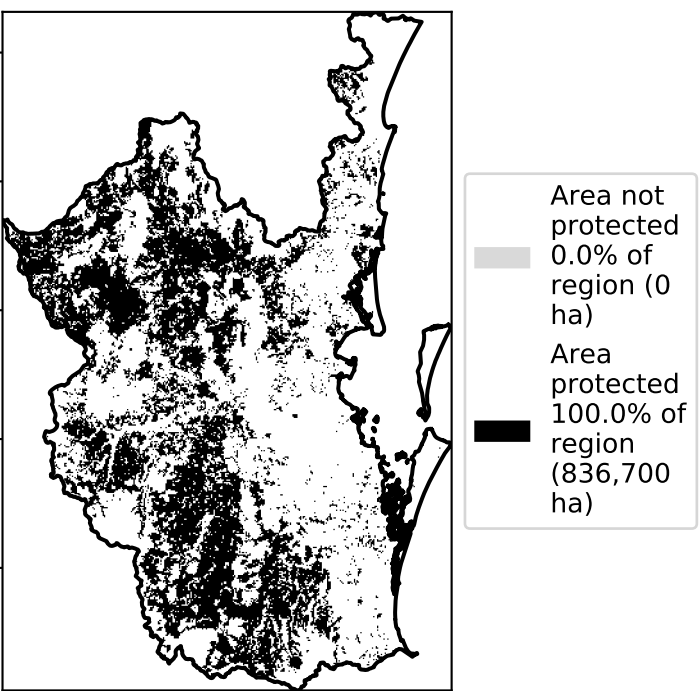 Area not
protected
0.0% of
region (0
ha)
Area
protected
100.0% of
region
(836,700
ha)